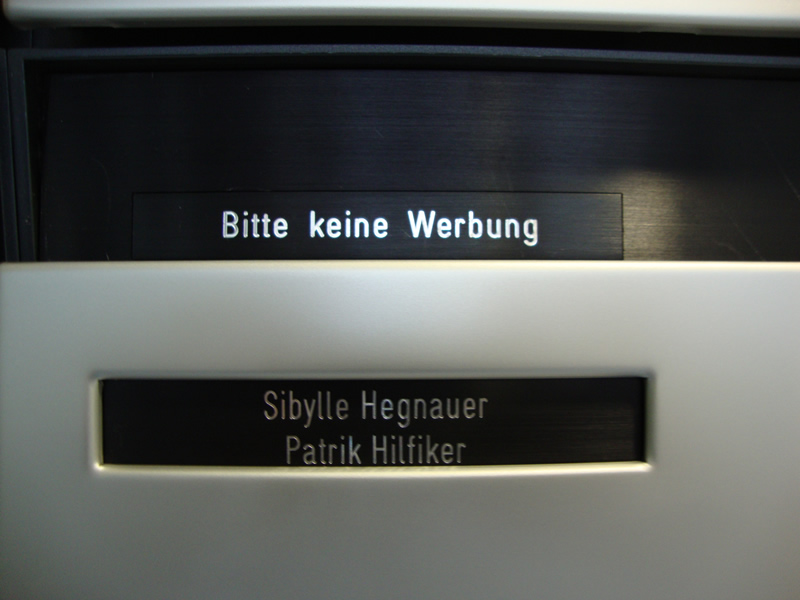 Bitte keine Werbung
Sibylle Hegnauer
Patrik Hilfiker